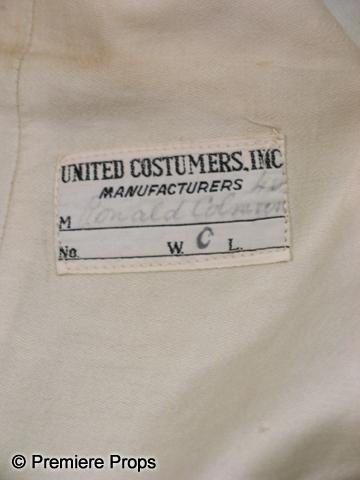 UNITED COSTUMERS, INC
MANUFACTURERS
M Ronald Colman
No. W. C L.
© Premiere Props